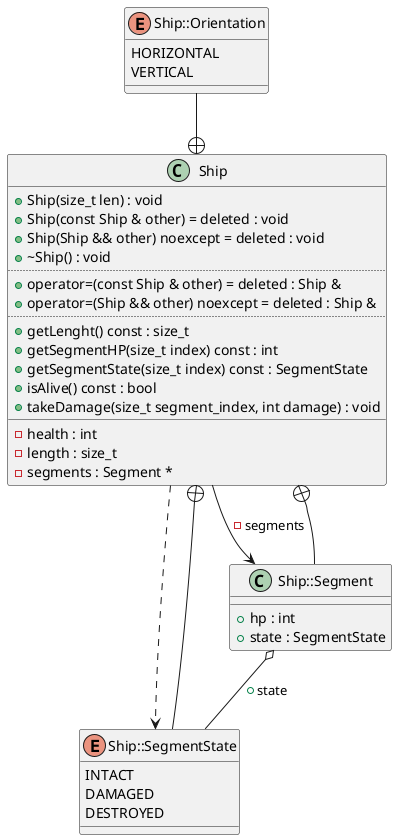 E Ship::Orientation
HORIZONTAL
VERTICAL
C Ship
Ship(size_t len) : void
Ship(const Ship & other) = deleted : void
Ship(Ship && other) noexcept = deleted : void
~Ship() : void
operator=(const Ship & other) = deleted : Ship &
operator=(Ship && other) noexcept = deleted : Ship &
getLenght() const : size_t
getSegmentHP(size_t index) const : int
getSegmentState(size_t index) const : SegmentState
isAlive() const : bool
takeDamage(size_t segment_index, int damage) : void
health : int
length : size_t
segments : Segment *
segments
C Ship::Segment
hp : int
state : SegmentState
state
E Ship::SegmentState
INTACT
DAMAGED
DESTROYED